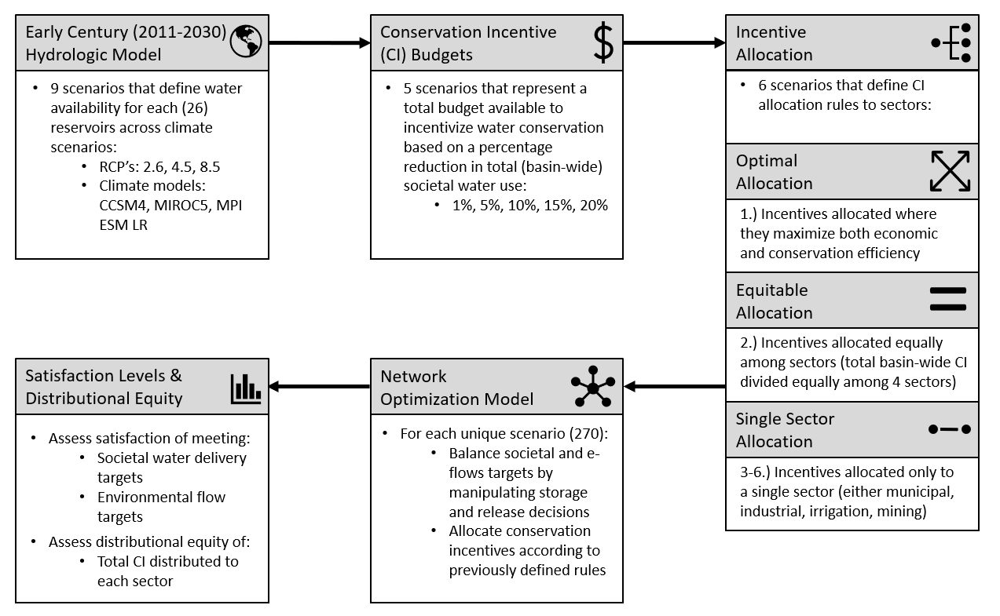 Early Century (2011-2030)
Hydrologic Model
• 9 scenarios that define water
availability for each (26)
reservoirs across climate
scenarios:
• RCP's: 2.6, 4.5, 8.5
• Climate models:
CCSM4, MIROC5, MPI
ESM LR
Conservation Incentive
(CI) Budgets
$
• 5 scenarios that represent a
total budget available to
incentivize water conservation
based on a percentage
reduction in total (basin-wide)
societal water use:
• 1%, 5%, 10%, 15%, 20%
Incentive
Allocation
• 6 scenarios that define CI
allocation rules to sectors:
Optimal
Allocation
1.) Incentives allocated where
they maximize both economic
and conservation efficiency
Equitable
Allocation
2.) Incentives allocated equally
among sectors (total basin-wide CI
divided equally among 4 sectors)
Single Sector
Allocation
3-6.) Incentives allocated only to
a single sector (either municipal,
industrial, irrigation, mining)
Network
Optimization Model
• For each unique scenario (270):
• Balance societal and e-
flows targets by
manipulating storage
and release decisions
• Allocate conservation
incentives according to
previously defined rules
Satisfaction Levels &
Distributional Equity
• Assess satisfaction of meeting:
• Societal water delivery
targets
• Environmental flow
targets
• Assess distributional equity of:
• Total CI distributed to
each sector